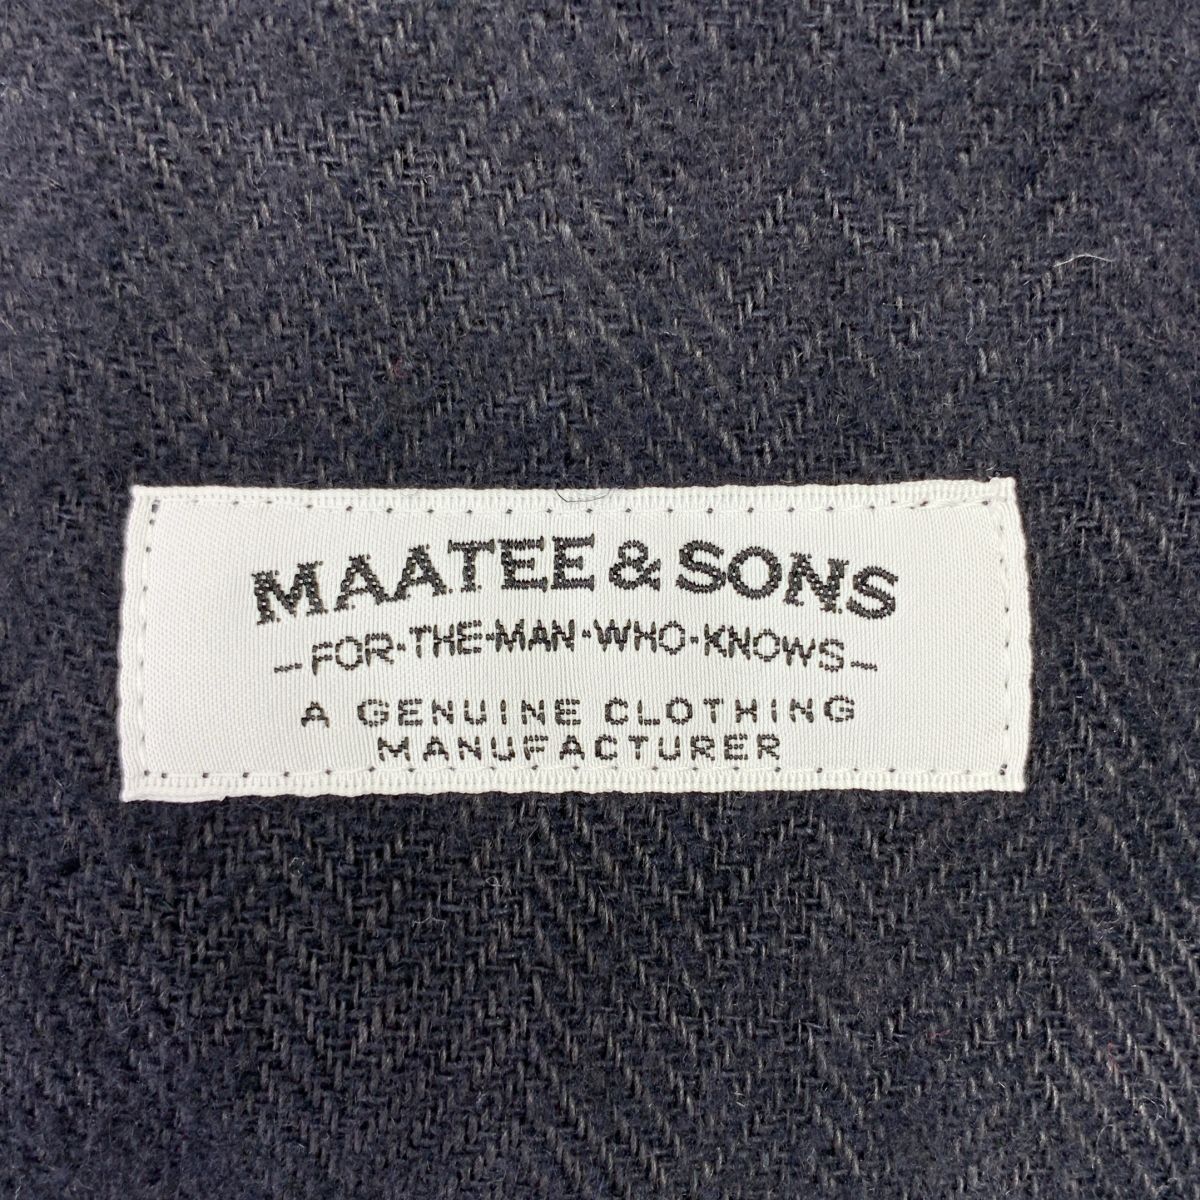 MAATEE & SONS
-FOR·THE·MAN·WHO·KNOWS-
A GENUINE CLOTHING
MANUFACTURER